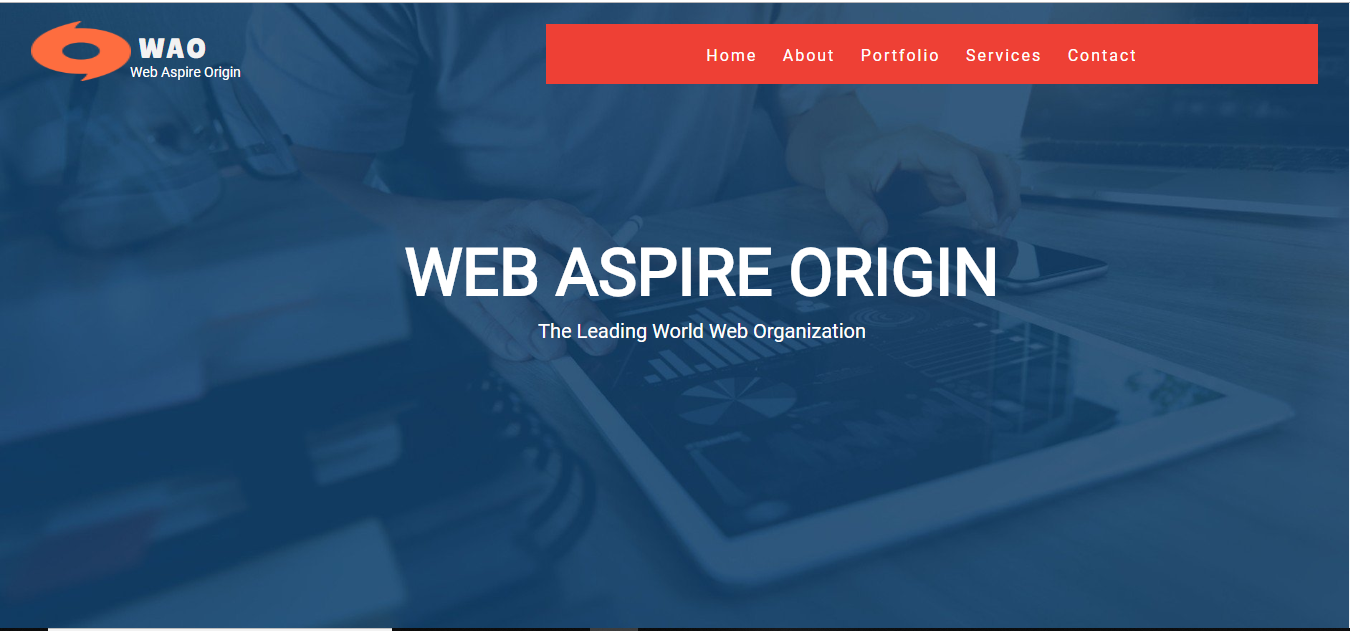 WAO
Web Aspire Origin
Home About Portfolio Services Contact
WEB ASPIRE ORIGIN
The Leading World Web Organization